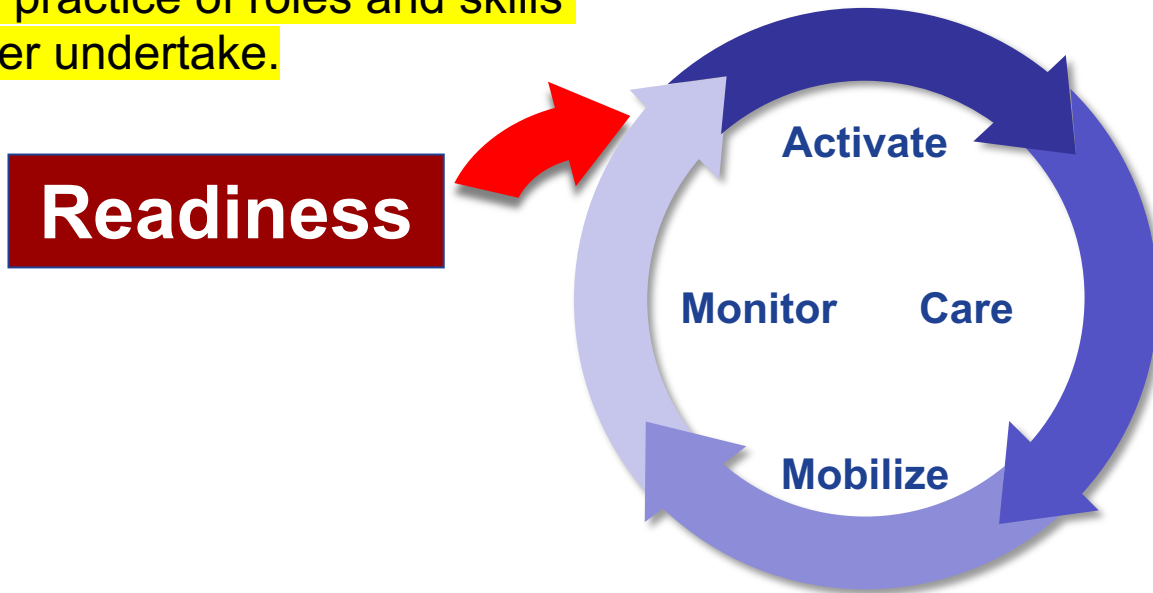 practice of roles and skills
er undertake.
Readiness
Activate
Monitor Care
Mobilize